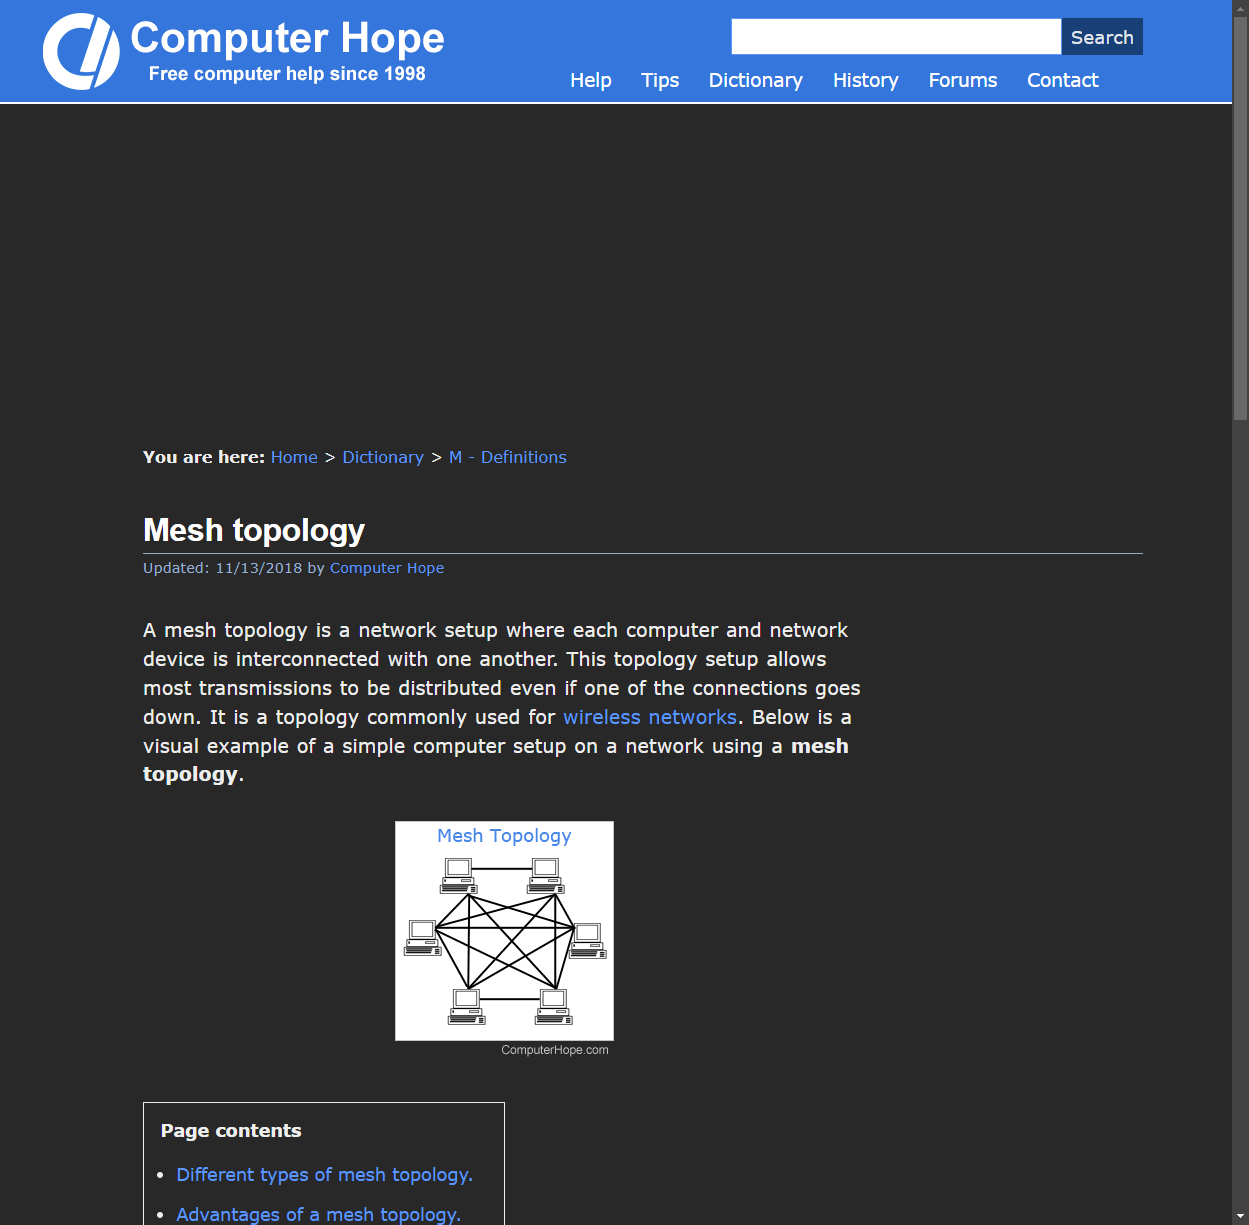 Computer Hope
Free computer help since 1998
Search
Help Tips Dictionary History Forums Contact
You are here: Home > Dictionary > M - Definitions
Mesh topology
Updated: 11/13/2018 by Computer Hope
A mesh topology is a network setup where each computer and network
device is interconnected with one another. This topology setup allows
most transmissions to be distributed even if one of the connections goes
down. It is a topology commonly used for wireless networks. Below is a
visual example of a simple computer setup on a network using a mesh
topology.
Mesh Topology
ComputerHope.com
Page contents
• Different types of mesh topology.
• Advantages of a mesh topology.